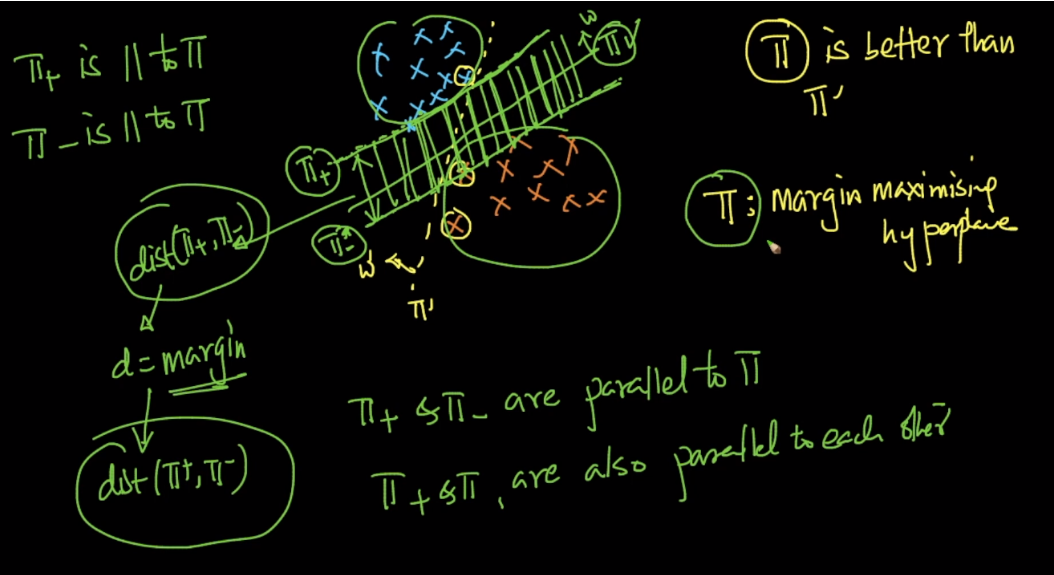 π+ is || to π
π- is || to π
w
π
π+
π-
w'
π'
π is better than
π'
π: Margin maximising
hyperplane
dist(π+, π-)
d = margin
dist(π+, π-)
π+ & π- are parallel to π
π+ & π, are also parallel to each other